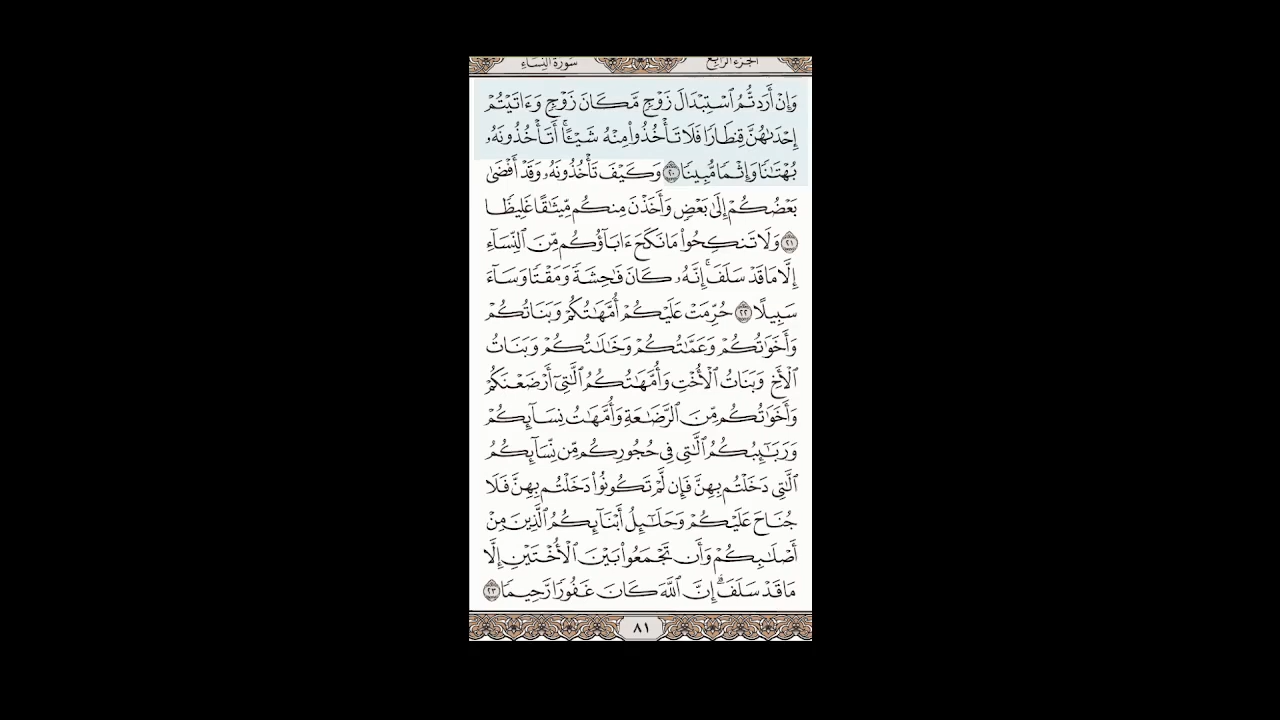 الجزء الرابع
سورة النساء
وَإِنْ أَرَدتُّمُ ٱسْتِبْدَالَ زَوْجٍ مَّكَانَ زَوْجٍ وَءَاتَيْتُمْ
إِحْدَىٰهُنَّ قِنطَارًا فَلَا تَأْخُذُوا۟ مِنْهُ شَيْـًٔا ۚ أَتَأْخُذُونَهُۥ
بُهْتَـٰنًا وَإِثْمًا مُّبِينًا ٢٠ وَكَيْفَ تَأْخُذُونَهُۥ وَقَدْ أَفْضَىٰ
بَعْضُكُمْ إِلَىٰ بَعْضٍ وَأَخَذْنَ مِنكُم مِّيثَـٰقًا غَلِيظًا
٢١ وَلَا تَنكِحُوا۟ مَا نَكَحَ ءَابَآؤُكُم مِّنَ ٱلنِّسَآءِ
إِلَّا مَا قَدْ سَلَفَ ۚ إِنَّهُۥ كَانَ فَـٰحِشَةً وَمَقْتًا وَسَآءَ
سَبِيلًا ٢٢ حُرِّمَتْ عَلَيْكُمْ أُمَّهَـٰتُكُمْ وَبَنَاتُكُمْ
وَأَخَوَٰتُكُمْ وَعَمَّـٰتُكُمْ وَخَـٰلَـٰتُكُمْ وَبَنَاتُ
ٱلْأَخِ وَبَنَاتُ ٱلْأُخْتِ وَأُمَّهَـٰتُكُمُ ٱلَّـٰتِىٓ أَرْضَعْنَكُمْ
وَأَخَوَٰتُكُم مِّنَ ٱلرَّضَـٰعَةِ وَأُمَّهَـٰتُ نِسَآئِكُمْ
وَرَبَـٰٓئِبُكُمُ ٱلَّـٰتِى فِى حُجُورِكُم مِّن نِّسَآئِكُمُ
ٱلَّـٰتِى دَخَلْتُم بِهِنَّ فَإِن لَّمْ تَكُونُوا۟ دَخَلْتُم بِهِنَّ فَلَا
جُنَاحَ عَلَيْكُمْ وَحَلَـٰٓئِلُ أَبْنَآئِكُمُ ٱلَّذِينَ مِنْ
أَصْلَـٰبِكُمْ وَأَن تَجْمَعُوا۟ بَيْنَ ٱلْأُخْتَيْنِ إِلَّا
مَا قَدْ سَلَفَ ۗ إِنَّ ٱللَّهَ كَانَ غَفُورًا رَّحِيمًا ٢٣
٨١